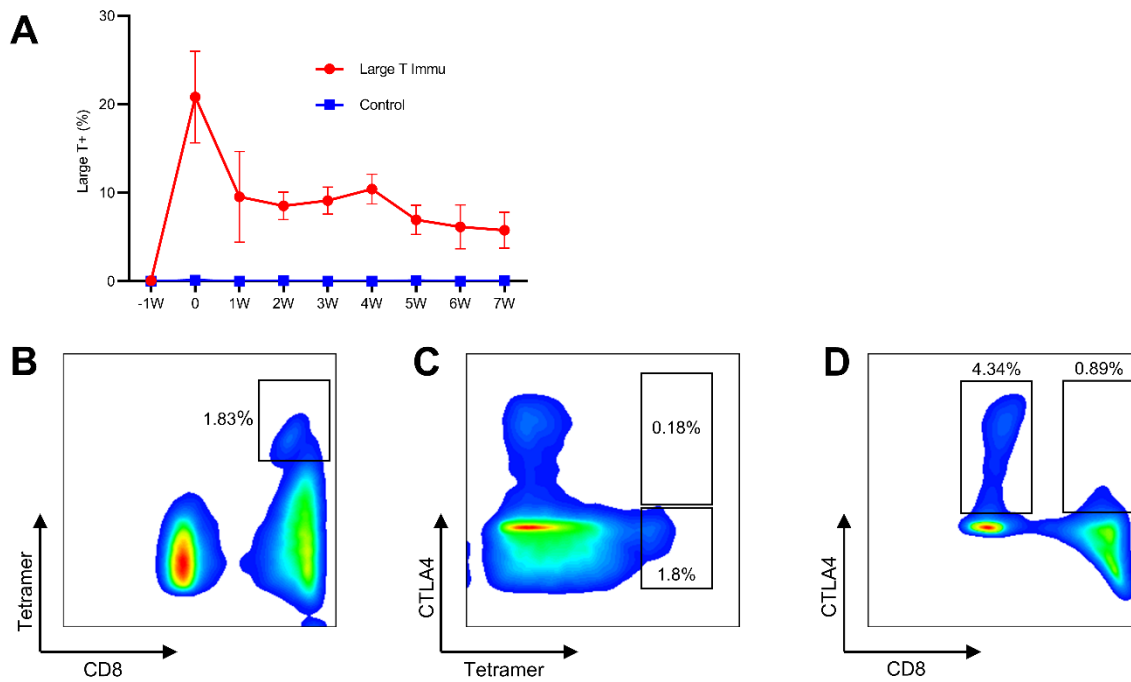 A
Large T+ (%)
30
20
10
0
Large T Immu
Control
-1W 0 1W 2W 3W 4W 5W 6W 7W
B
1.83%
Tetramer
CD8
C
0.18%
1.8%
CTLA4
Tetramer
D
4.34% 0.89%
CTLA4
CD8